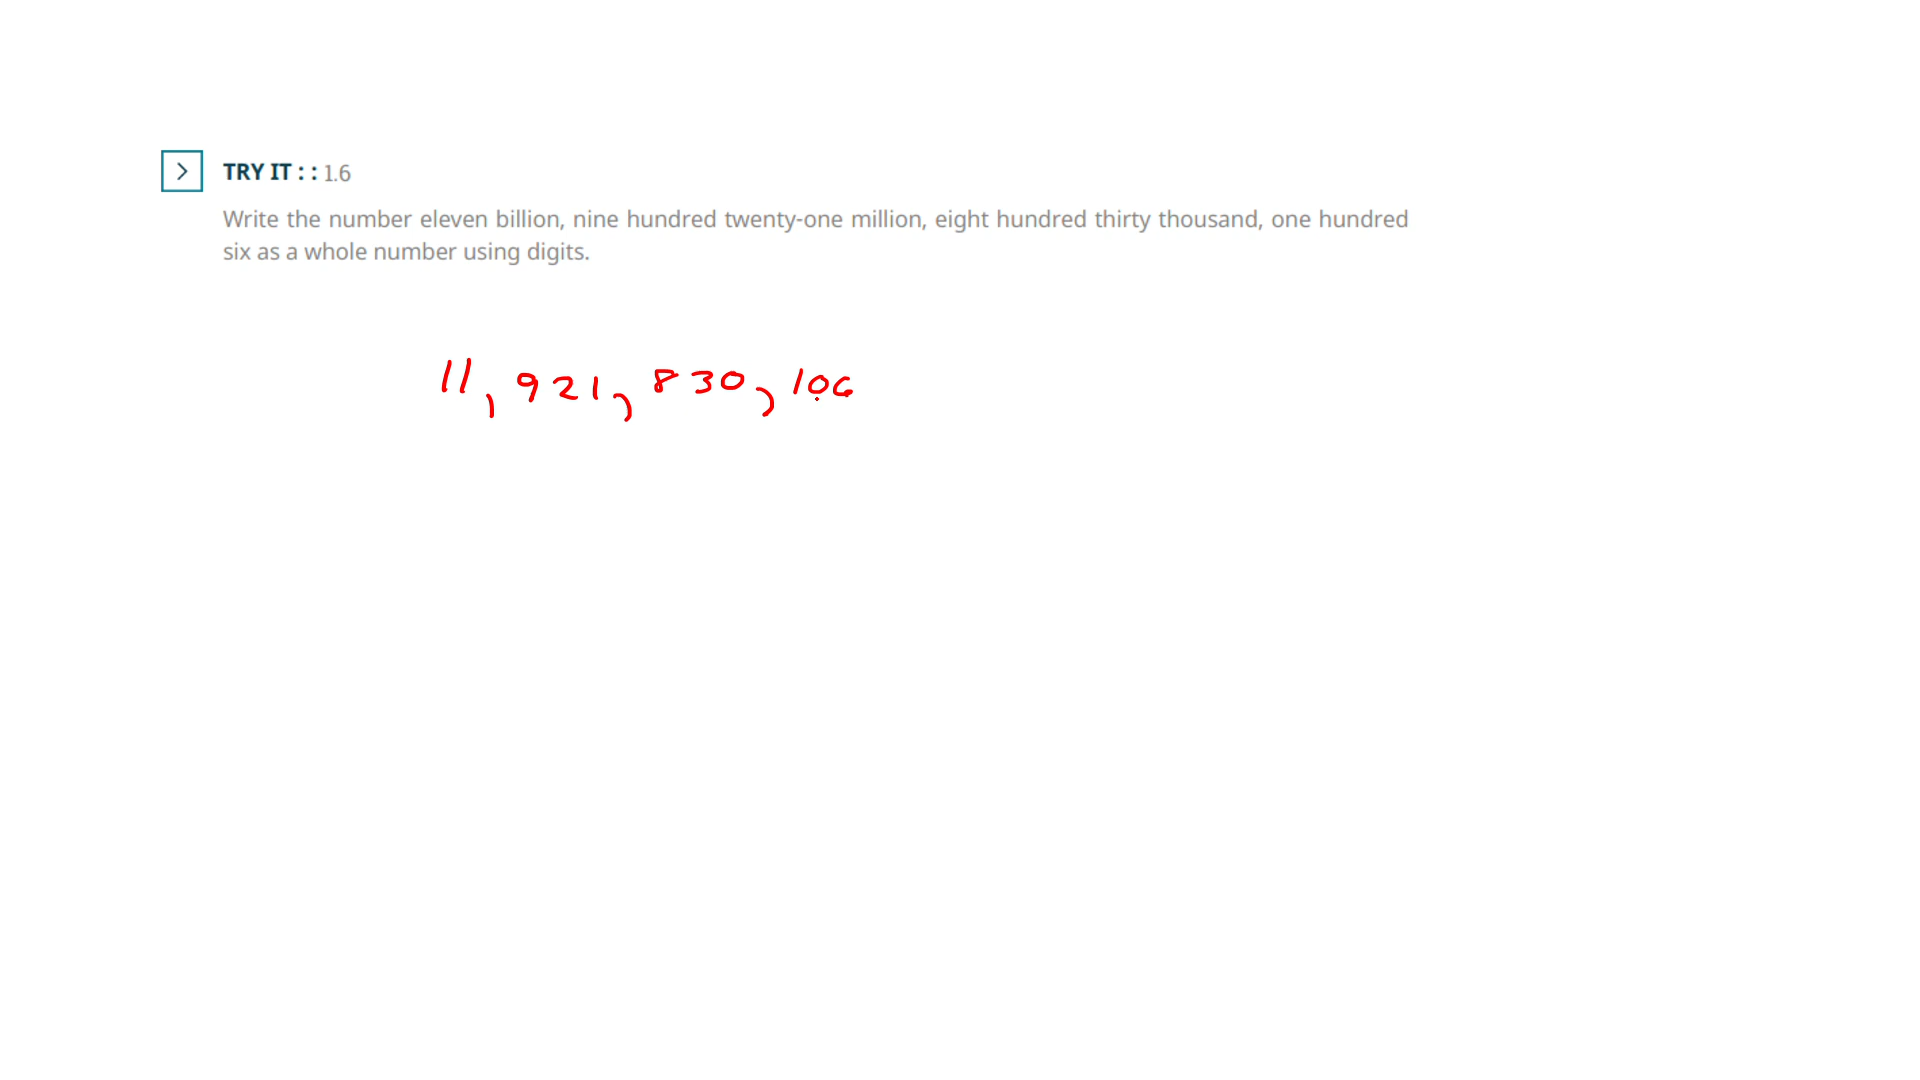 TRY IT : : 1.6
Write the number eleven billion, nine hundred twenty-one million, eight hundred thirty thousand, one hundred
six as a whole number using digits.
11, 921, 830, 106